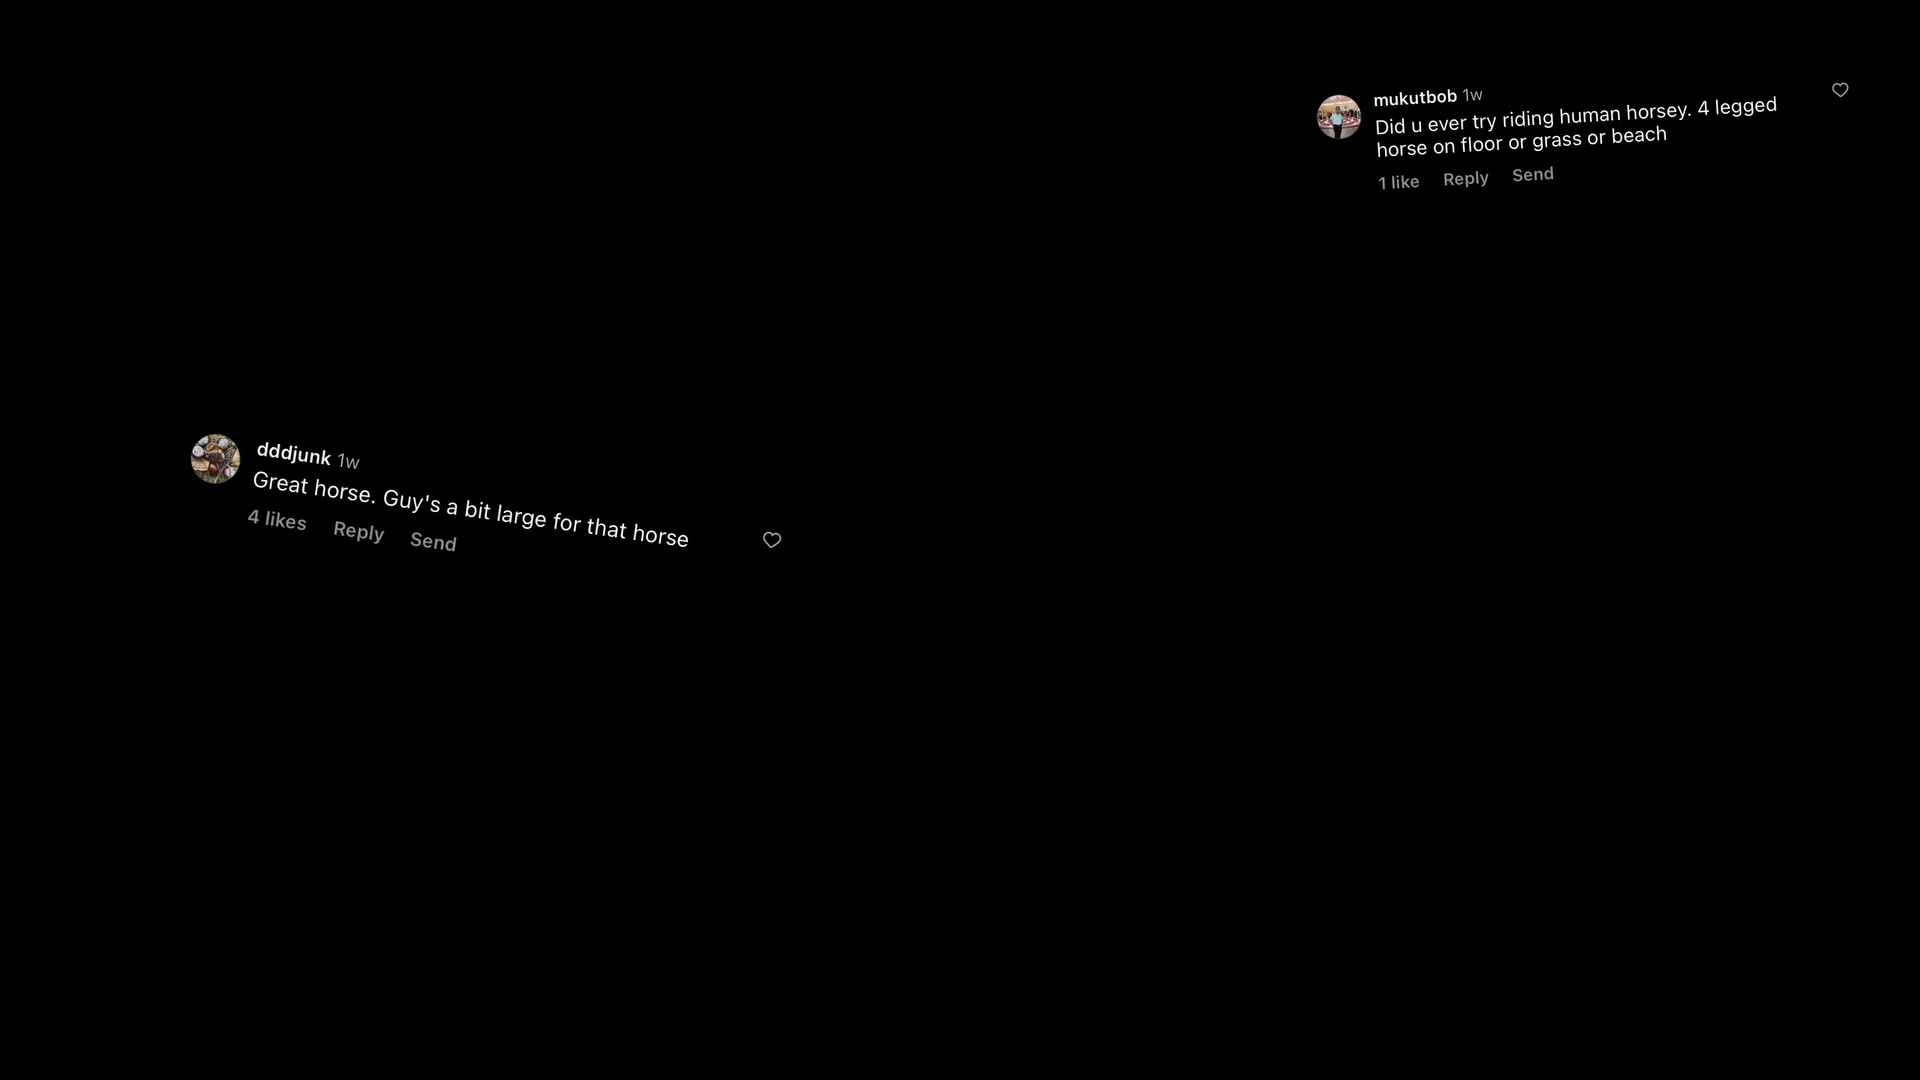 mukutbob 1w
Did u ever try riding human horsey. 4 legged
horse on floor or grass or beach
1 like Reply Send
dddjunk 1w
Great horse. Guy's a bit large for that horse
4 likes Reply Send